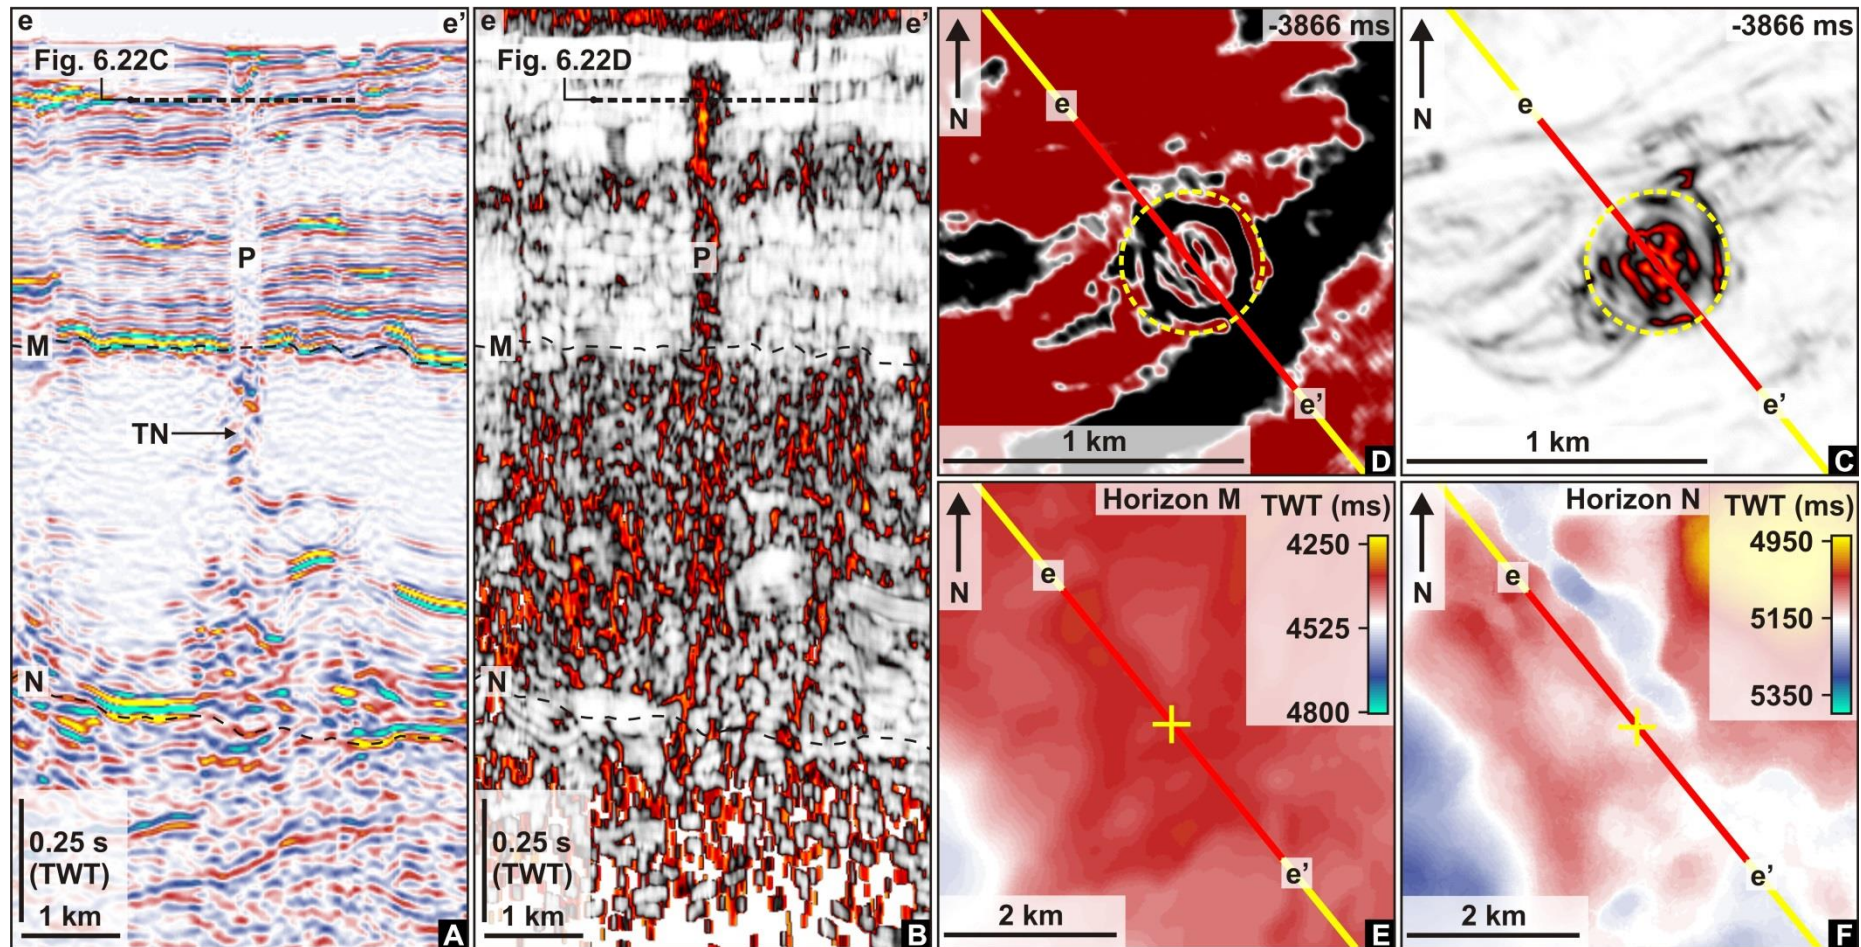 e e’
Fig. 6.22C
P
M
TN
N
0.25 s
(TWT)
1 km
A
e e’
Fig. 6.22D
P
M
N
0.25 s
(TWT)
1 km
B
-3866 ms
N
e
e’
1 km
D
-3866 ms
N
e
e’
1 km
C
Horizon M
TWT (ms)
4250
4525
4800
N
e
e’
2 km
E
Horizon N
TWT (ms)
4950
5150
5350
N
e
e’
2 km
F